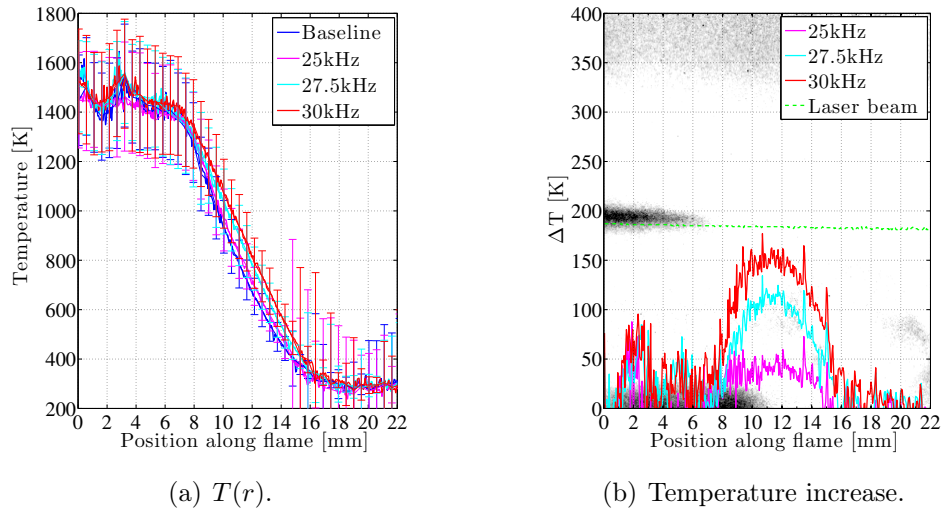 1800
1600
1400
1200
1000
800
600
400
200
Temperature [K]
Baseline
25kHz
27.5kHz
30kHz
0 2 4 6 8 10 12 14 16 18 20 22
Position along flame [mm]
(a) T(r).
400
350
300
250
200
150
100
50
0
ΔT [K]
25kHz
27.5kHz
30kHz
Laser beam
0 2 4 6 8 10 12 14 16 18 20 22
Position along flame [mm]
(b) Temperature increase.